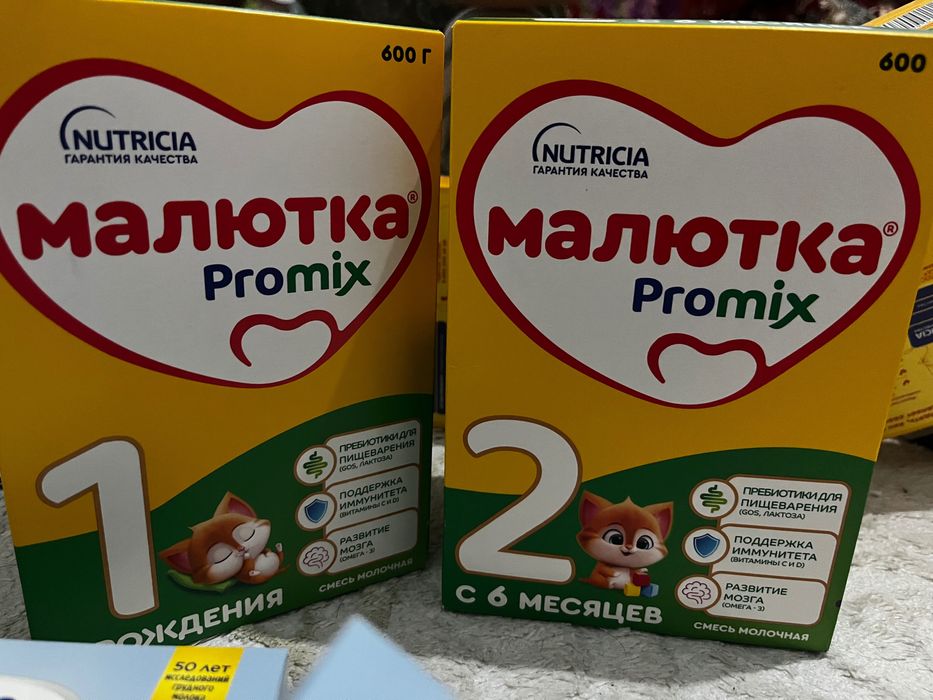 600 Г
NUTRICIA
ГАРАНТИЯ КАЧЕСТВА
МАЛЮТКА®
Promix
1
ПРЕБИОТИКИ ДЛЯ
ПИЩЕВАРЕНИЯ
(GOS, ЛАКТОЗА)
ПОДДЕРЖКА
ИММУНИТЕТА
(ВИТАМИНЫ C И D)
РАЗВИТИЕ
МОЗГА
(ОМЕГА - 3)
РОЖДЕНИЯ
СМЕСЬ МОЛОЧНАЯ
600
NUTRICIA
ГАРАНТИЯ КАЧЕСТВА
МАЛЮТКА®
Promix
2
ПРЕБИОТИКИ ДЛЯ
ПИЩЕВАРЕНИЯ
(GOS, ЛАКТОЗА)
ПОДДЕРЖКА
ИММУНИТЕТА
(ВИТАМИНЫ C И D)
РАЗВИТИЕ
МОЗГА
(ОМЕГА - 3)
С 6 МЕСЯЦЕВ
СМЕСЬ МОЛОЧНАЯ
50 ЛЕТ
ИССЛЕДОВАНИЙ
ГРУДНОГО
МОЛОКА